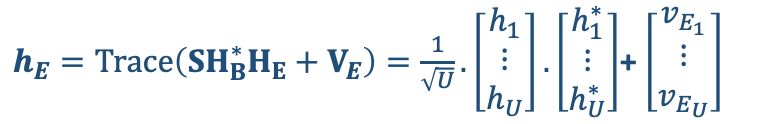 h_E = Trace(SH_B^*H_E + V_E) = 1/√U . [h_1 ⋮ h_U] . [h_1^* ⋮ h_U^*] + [v_{E_1} ⋮ v_{E_U}]